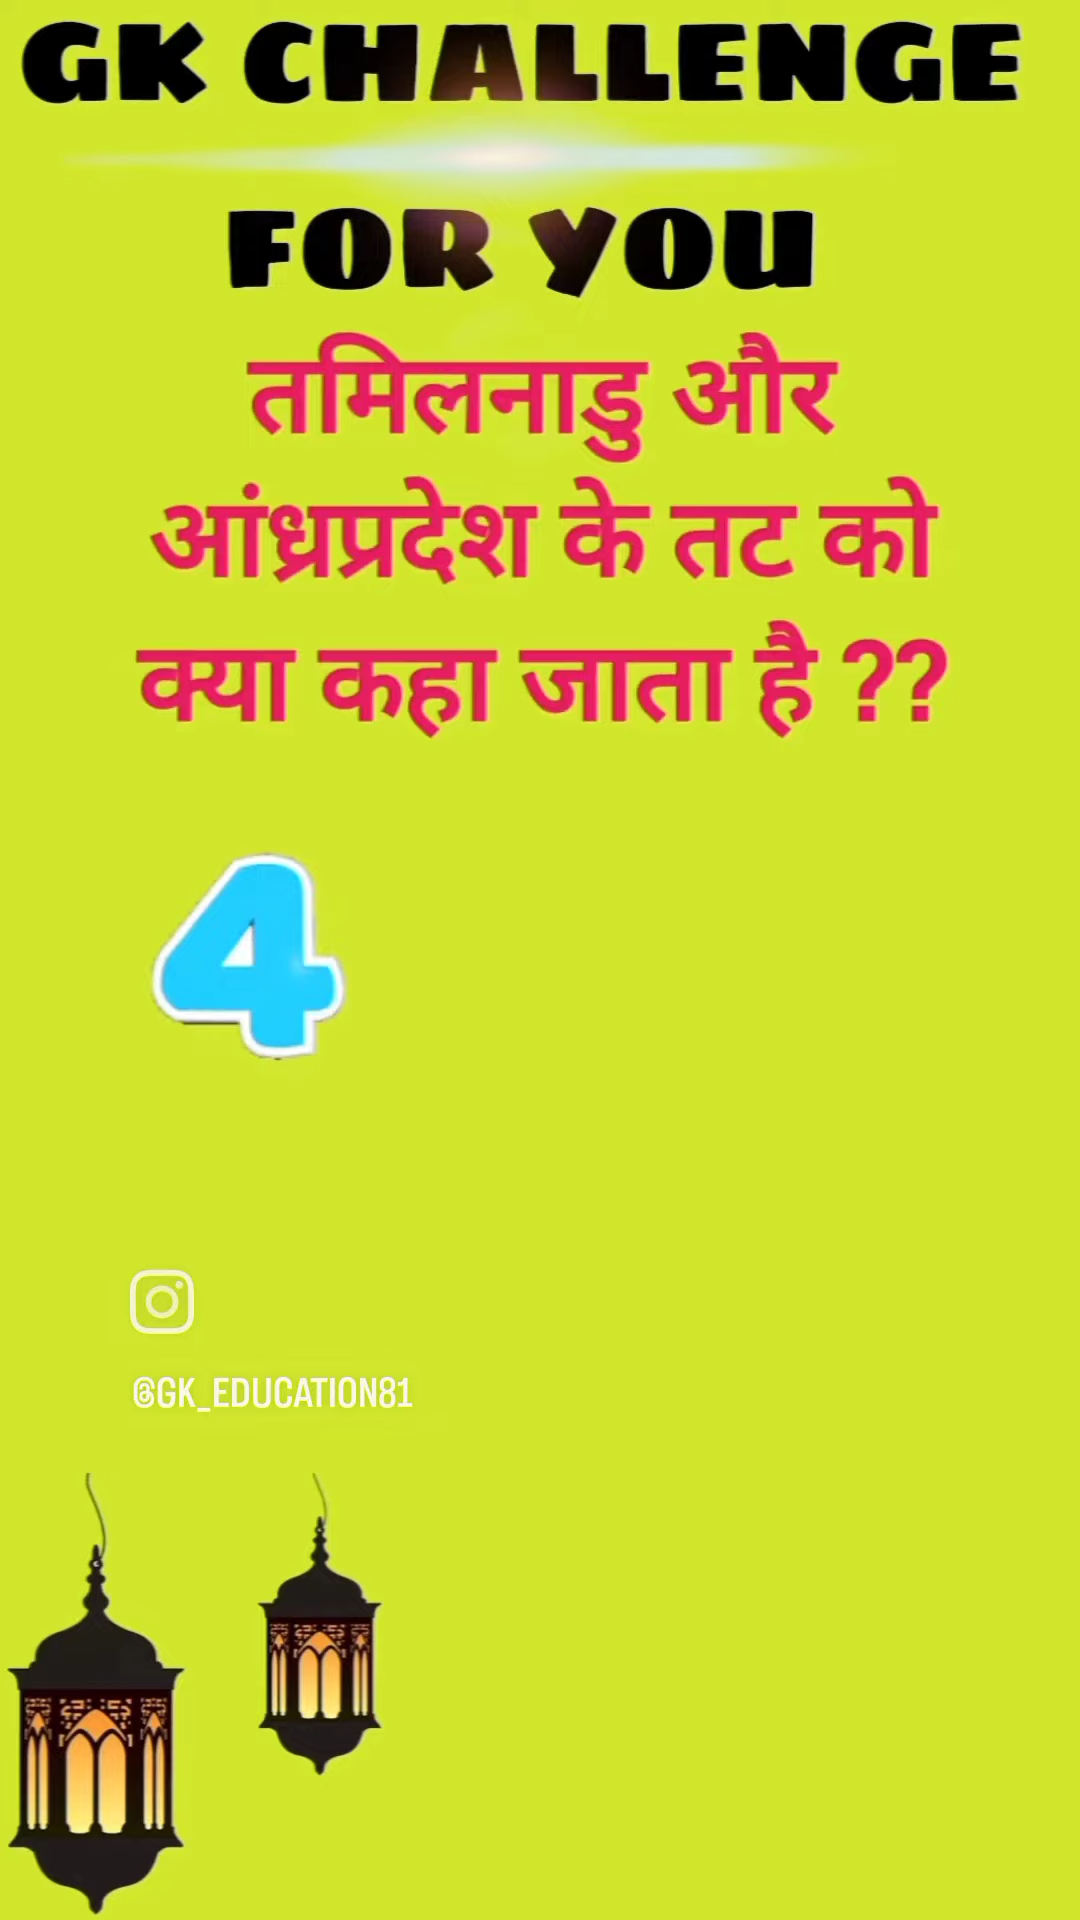 GK CHALLENGE
FOR YOU
तमिलनाडु और
आंध्रप्रदेश के तट को
क्या कहा जाता है ??
4
@GK_EDUCATION81